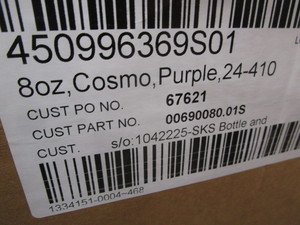 450996369S01
8oz,Cosmo,Purple,24-410
CUST PO NO. 67621
CUST PART NO. 00690080.01S
CUST. s/o:1042225-SKS Bottle and
1334151-0004-468